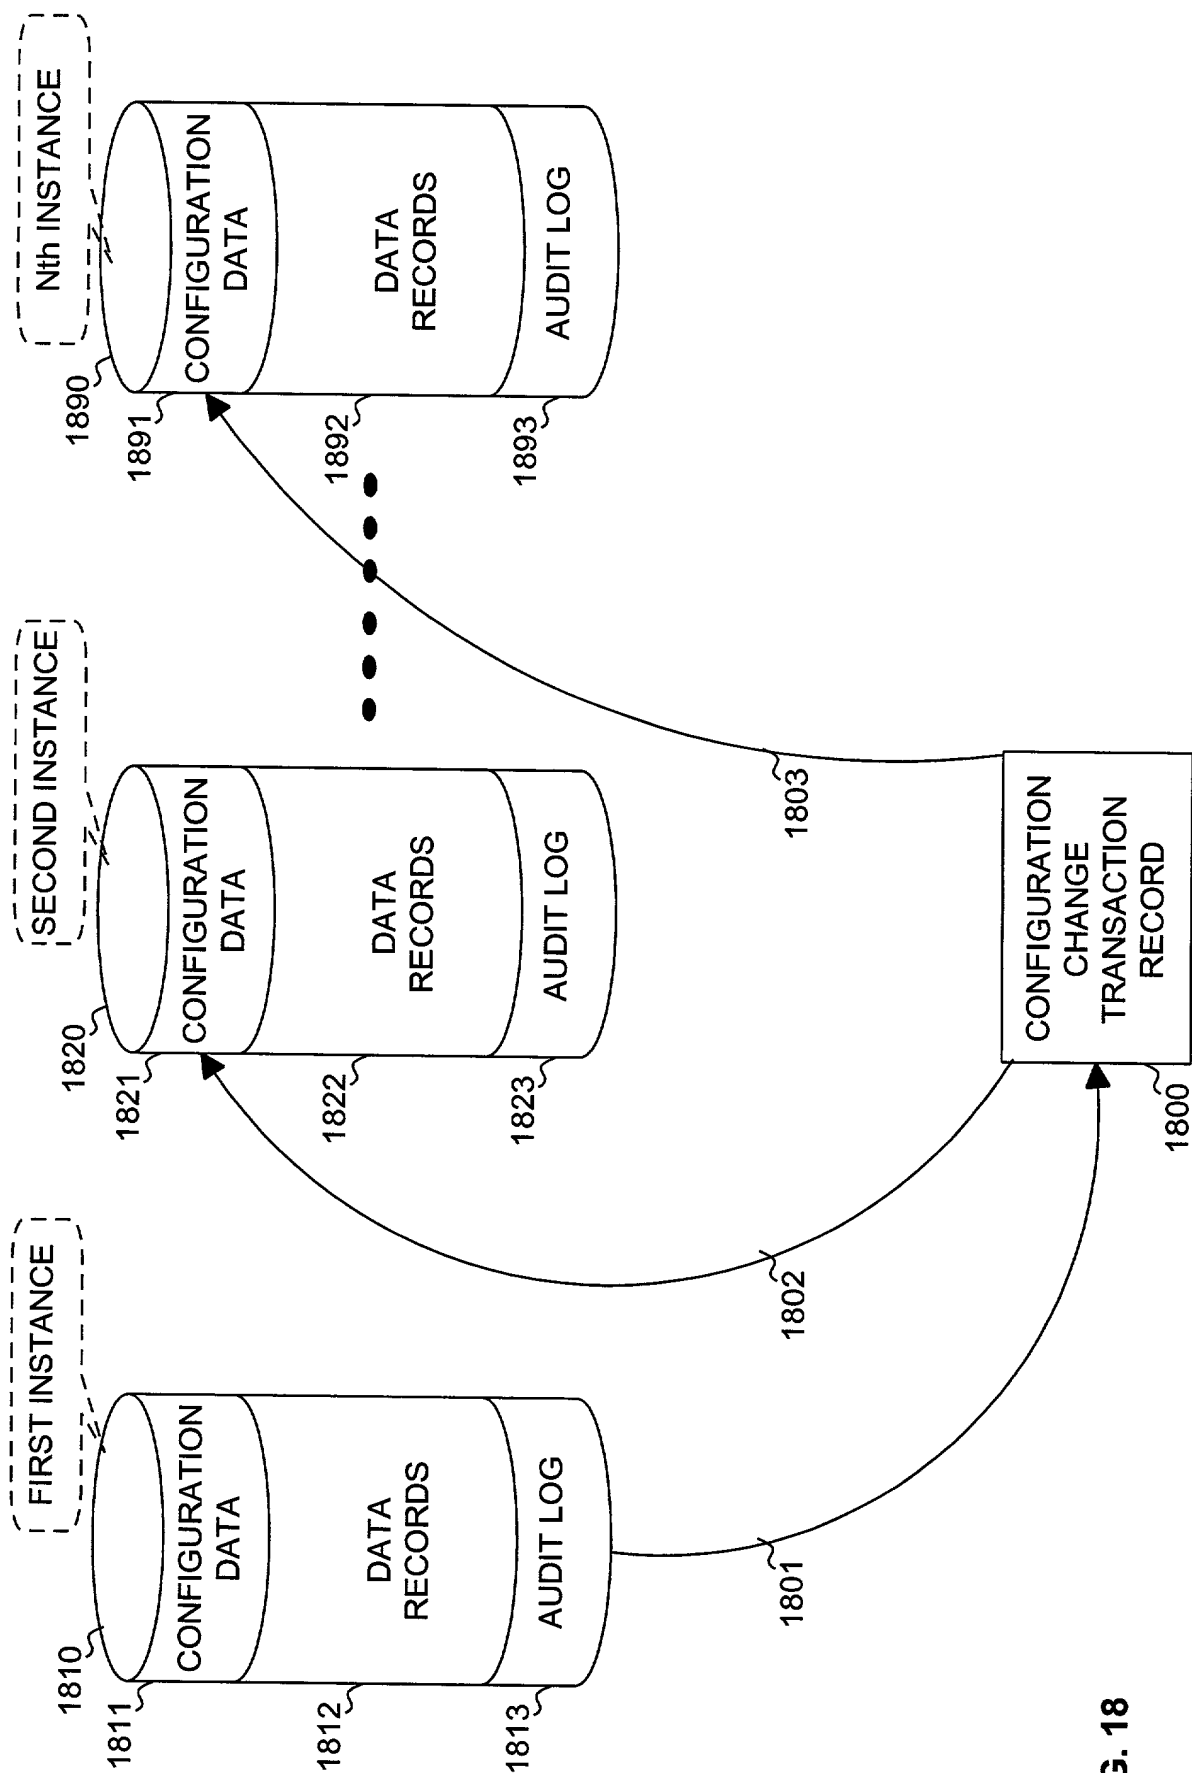 FIRST INSTANCE
SECOND INSTANCE
Nth INSTANCE
1810
1811
CONFIGURATION
DATA
1812
DATA
RECORDS
1813
AUDIT LOG
1820
1821
CONFIGURATION
DATA
1822
DATA
RECORDS
1823
AUDIT LOG
1890
1891
CONFIGURATION
DATA
1892
DATA
RECORDS
1893
AUDIT LOG
1801
1802
1803
CONFIGURATION
CHANGE
TRANSACTION
RECORD
1800
G. 18